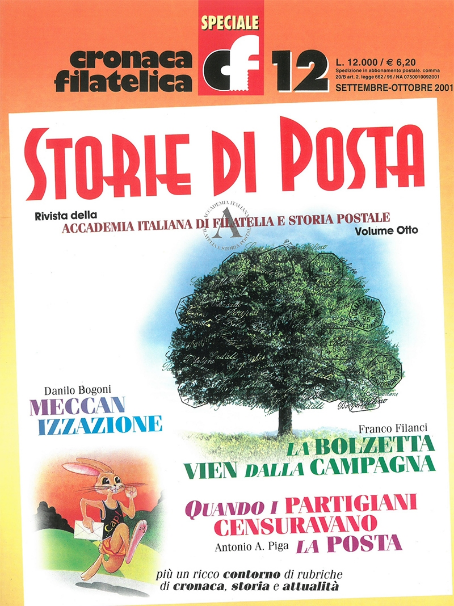 SPECIALE
cronaca
filatelica
cf 12
L. 12.000 / € 6,20
Spedizione in abbonamento postale, comma
20/B art. 2, legge 662/96
SETTEMBRE-OTTOBRE 2001
STORIE DI POSTA
Rivista della
ACCADEMIA ITALIANA DI FILATELIA E STORIA POSTALE
Volume Otto
A
Danilo Bogoni
MECCAN
IZZAZIONE
Franco Filanci
LA BOLZETTA
VIEN DALLA CAMPAGNA
QUANDO I PARTIGIANI
CENSURAVANO
Antonio A. Piga LA POSTA
più un ricco contorno di rubriche
di cronaca, storia e attualità